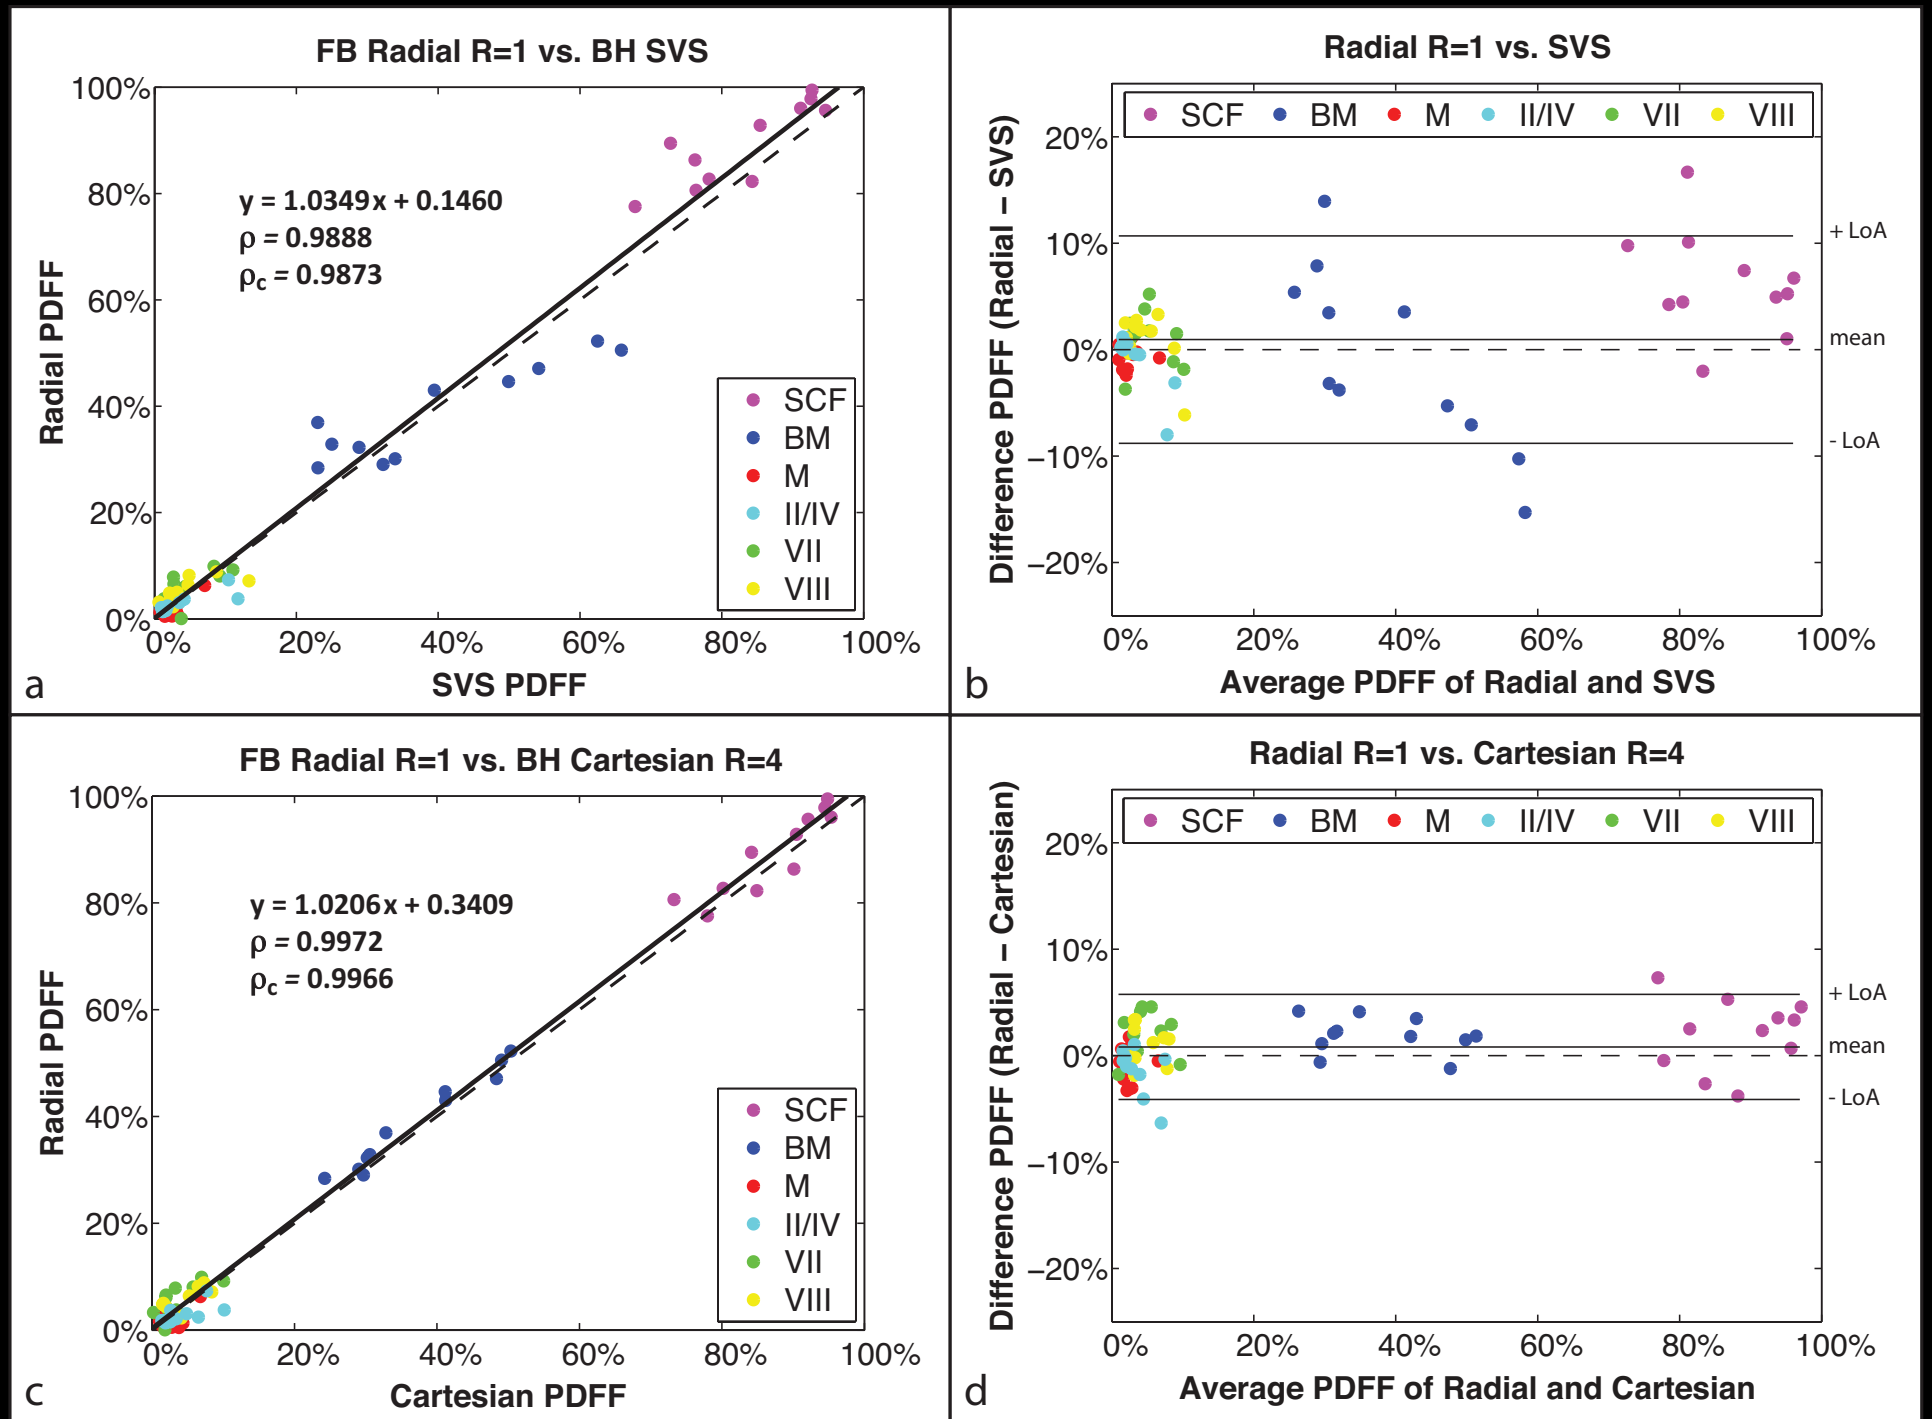 FB Radial R=1 vs. BH SVS
100%
80%
60%
40%
20%
0%
Radial PDFF
y = 1.0349x + 0.1460
ρ = 0.9888
ρc = 0.9873
SCF
BM
M
II/IV
VII
VIII
0% 20% 40% 60% 80% 100%
SVS PDFF
a
Radial R=1 vs. SVS
SCF BM M II/IV VII VIII
20%
10%
0%
−10%
−20%
Difference PDFF (Radial − SVS)
+ LoA
mean
- LoA
0% 20% 40% 60% 80% 100%
Average PDFF of Radial and SVS
b
FB Radial R=1 vs. BH Cartesian R=4
100%
80%
60%
40%
20%
0%
Radial PDFF
y = 1.0206x + 0.3409
ρ = 0.9972
ρc = 0.9966
SCF
BM
M
II/IV
VII
VIII
0% 20% 40% 60% 80% 100%
Cartesian PDFF
c
Radial R=1 vs. Cartesian R=4
SCF BM M II/IV VII VIII
20%
10%
0%
−10%
−20%
Difference PDFF (Radial − Cartesian)
+ LoA
mean
- LoA
0% 20% 40% 60% 80% 100%
Average PDFF of Radial and Cartesian
d